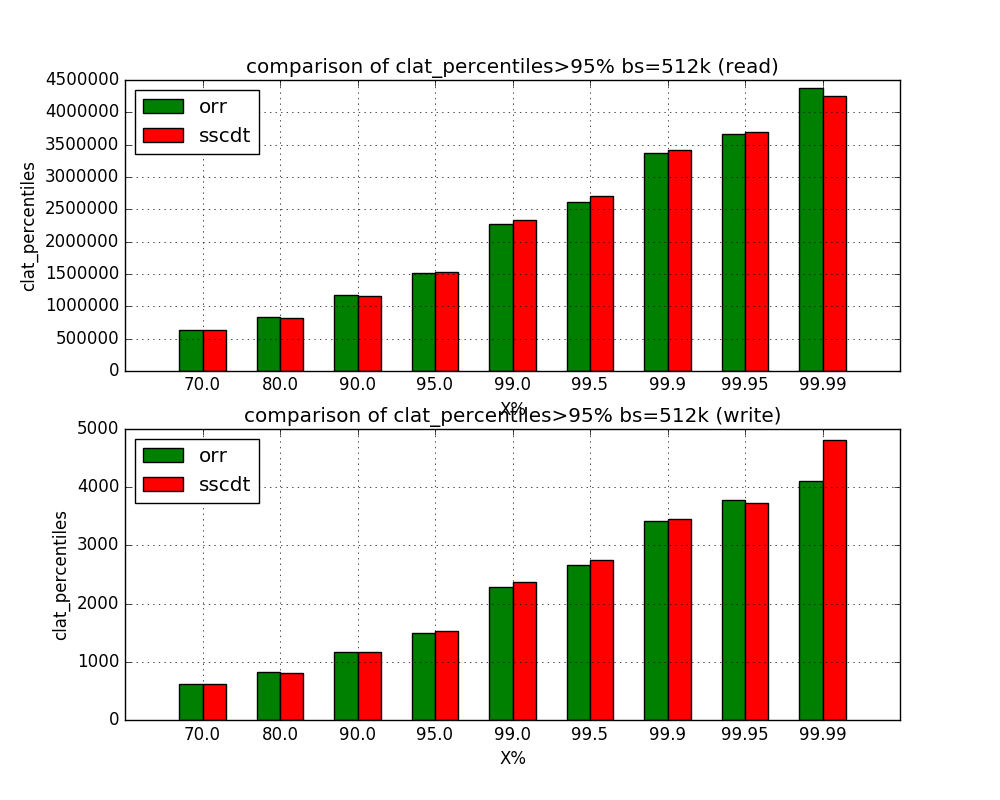 comparison of clat_percentiles>95% bs=512k (read)
orr
sscdt
clat_percentiles
4500000
4000000
3500000
3000000
2500000
2000000
1500000
1000000
500000
0
70.0 80.0 90.0 95.0 99.0 99.5 99.9 99.95 99.99
X%
comparison of clat_percentiles>95% bs=512k (write)
orr
sscdt
clat_percentiles
5000
4000
3000
2000
1000
0
70.0 80.0 90.0 95.0 99.0 99.5 99.9 99.95 99.99
X%